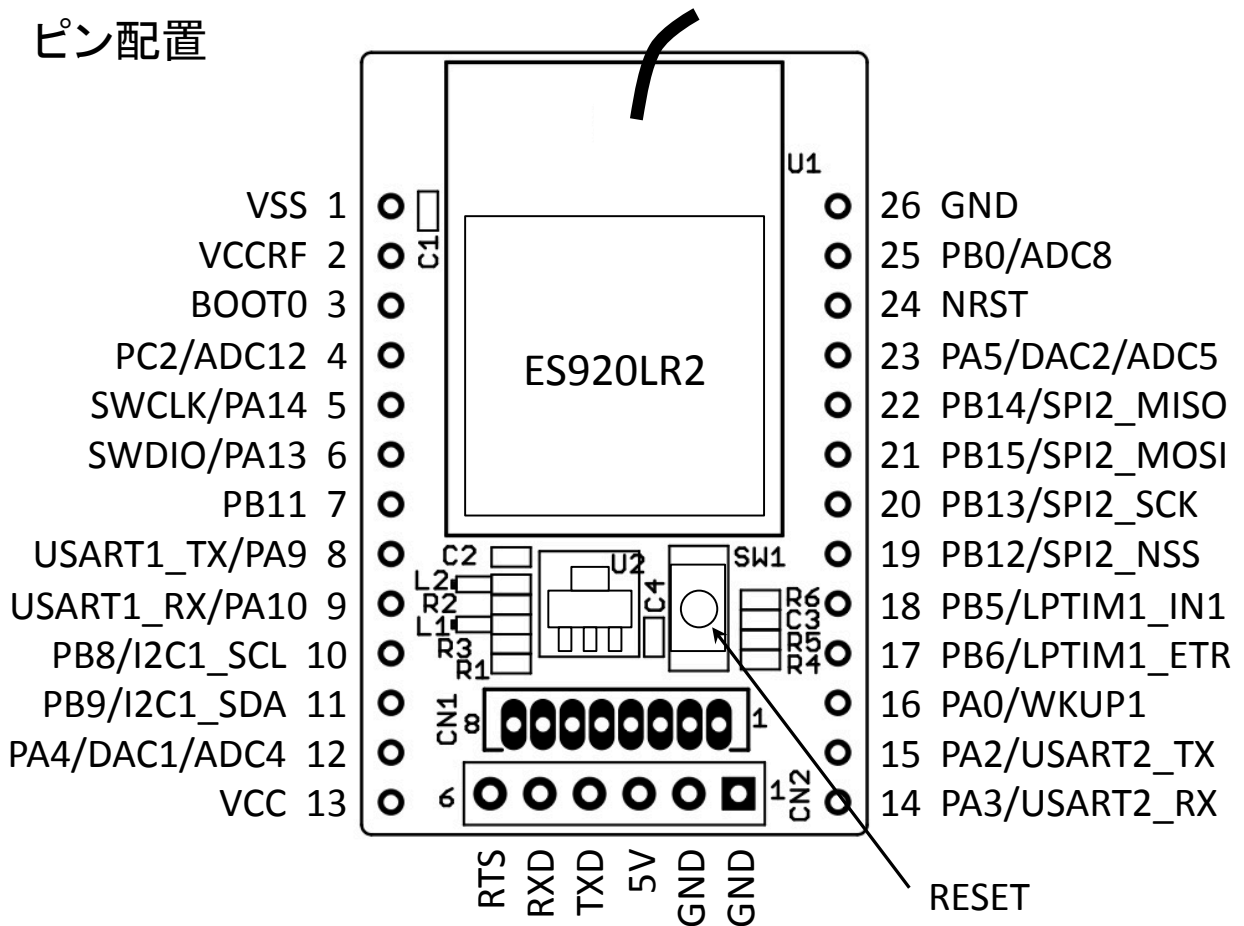 ピン配置
U1
VSS 1
VCCRF 2
BOOT0 3
PC2/ADC12 4
SWCLK/PA14 5
SWDIO/PA13 6
PB11 7
USART1_TX/PA9 8
USART1_RX/PA10 9
PB8/I2C1_SCL 10
PB9/I2C1_SDA 11
PA4/DAC1/ADC4 12
VCC 13
C1
ES920LR2
C2
L2
R2
L1
R3
R1
U2
C4
SW1
R6
C3
R5
R4
CN1
8
1
6
1
CN2
26 GND
25 PB0/ADC8
24 NRST
23 PA5/DAC2/ADC5
22 PB14/SPI2_MISO
21 PB15/SPI2_MOSI
20 PB13/SPI2_SCK
19 PB12/SPI2_NSS
18 PB5/LPTIM1_IN1
17 PB6/LPTIM1_ETR
16 PA0/WKUP1
15 PA2/USART2_TX
14 PA3/USART2_RX
RTS
RXD
TXD
5V
GND
GND
RESET